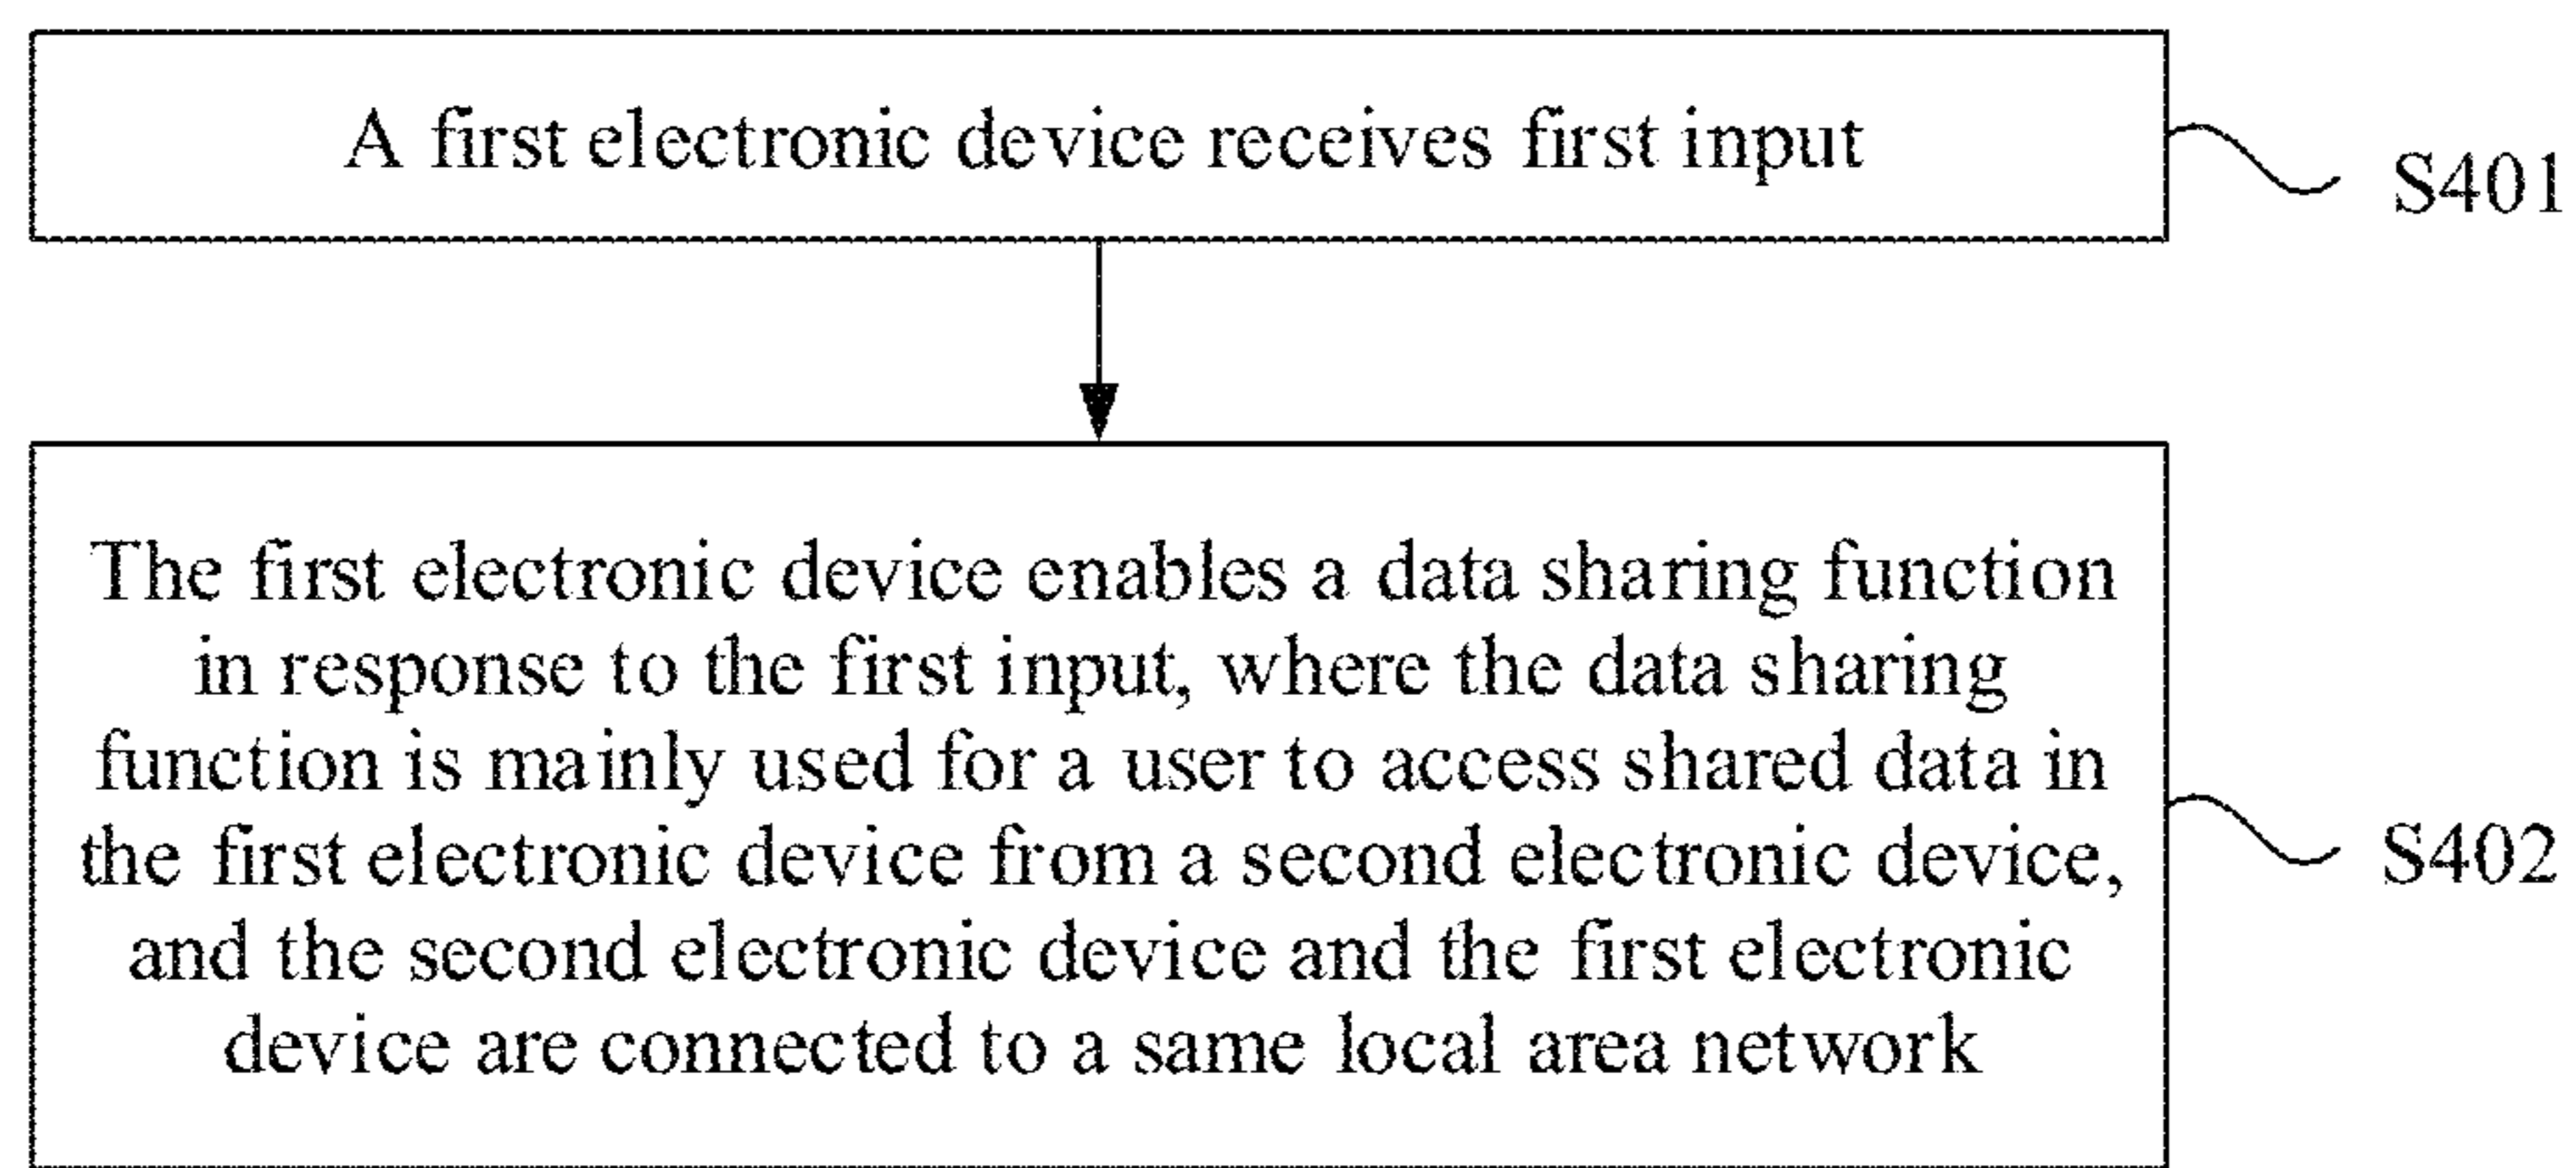 A first electronic device receives first input
S401
The first electronic device enables a data sharing function
in response to the first input, where the data sharing
function is mainly used for a user to access shared data in
the first electronic device from a second electronic device,
and the second electronic device and the first electronic
device are connected to a same local area network
S402